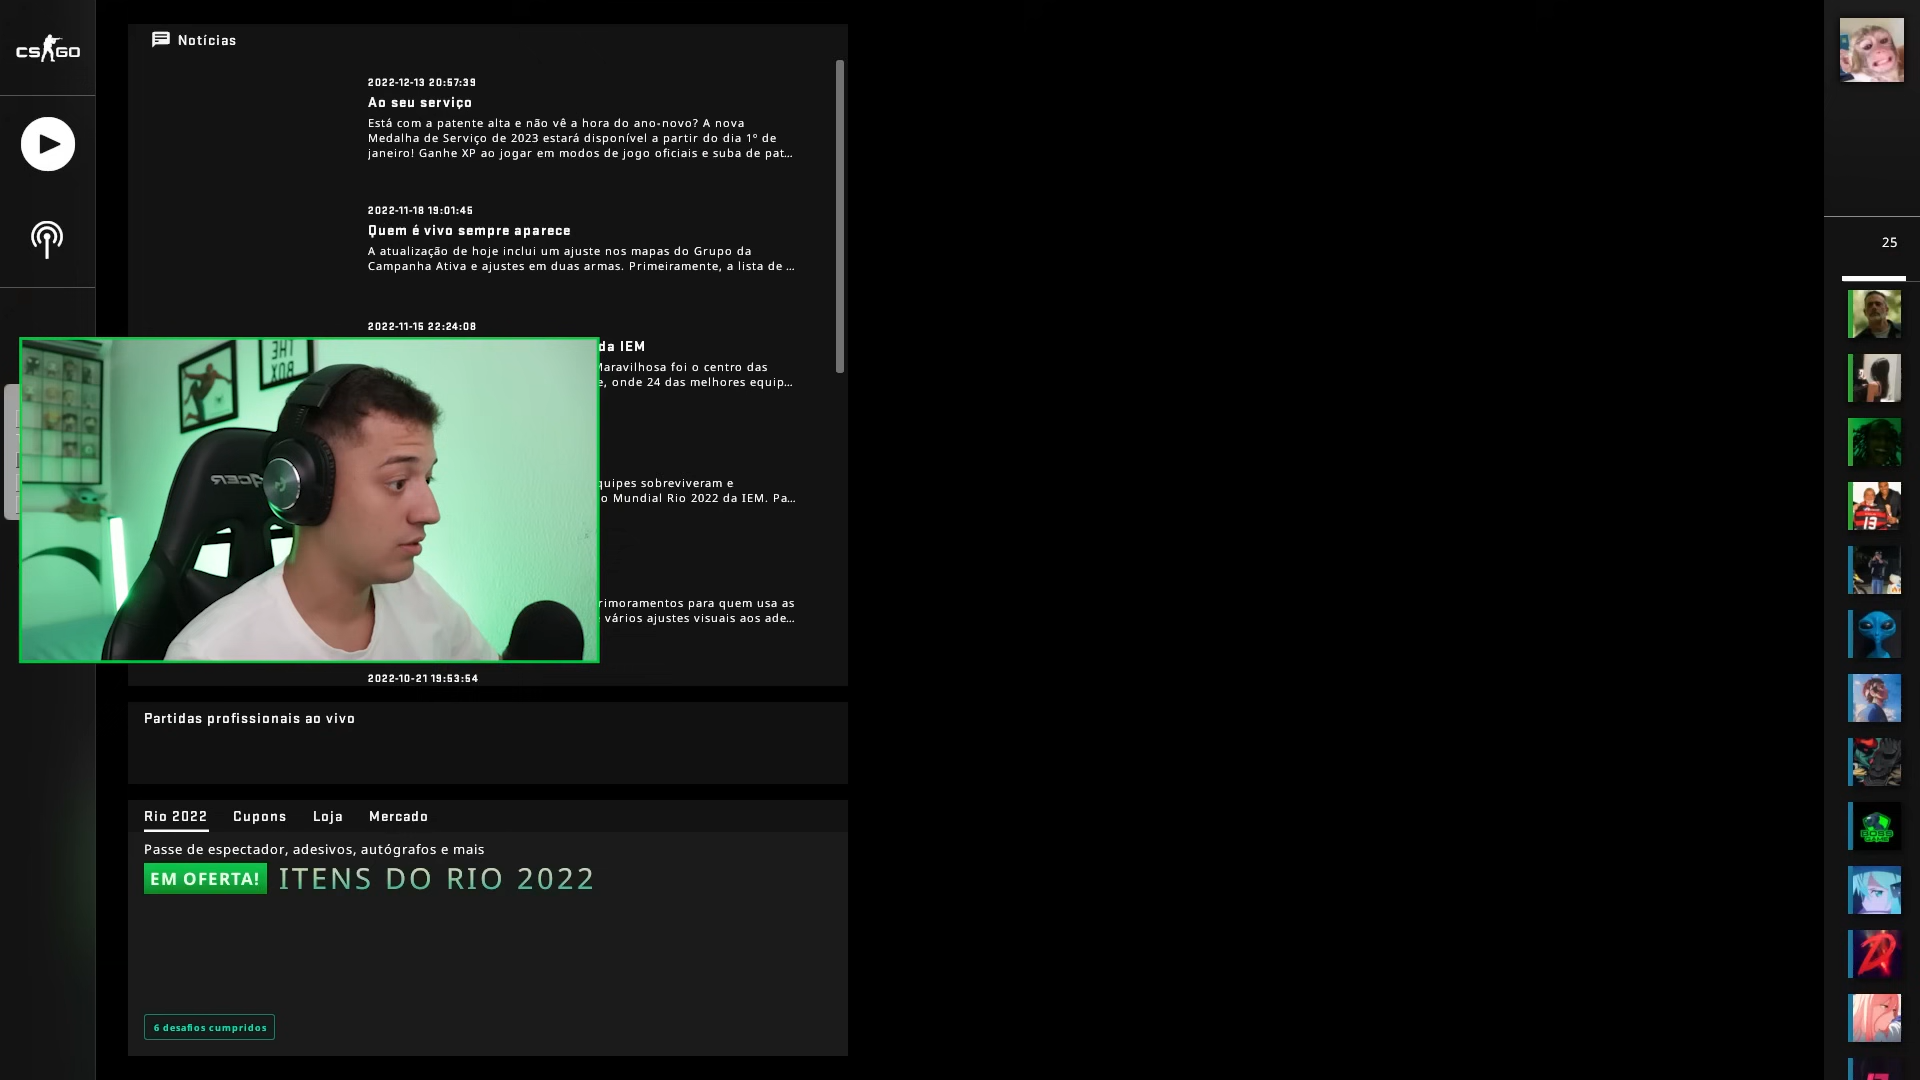 CS GO
Notícias
2022-12-13 20:57:39
Ao seu serviço
Está com a patente alta e não vê a hora do ano-novo? A nova
Medalha de Serviço de 2023 estará disponível a partir do dia 1º de
janeiro! Ganhe XP ao jogar em modos de jogo oficiais e suba de pat…
2022-11-18 19:01:45
Quem é vivo sempre aparece
A atualização de hoje inclui um ajuste nos mapas do Grupo da
Campanha Ativa e ajustes em duas armas. Primeiramente, a lista de …
2022-11-15 22:24:08
da IEM
Maravilhosa foi o centro das
e, onde 24 das melhores equip…
quipes sobreviveram e
o Mundial Rio 2022 da IEM. Pa…
rimoramentos para quem usa as
vários ajustes visuais aos ade…
2022-10-21 19:53:54
THE
BOX
25
13
Partidas profissionais ao vivo
Rio 2022 Cupons Loja Mercado
Passe de espectador, adesivos, autógrafos e mais
EM OFERTA! ITENS DO RIO 2022
6 desafios cumpridos
BOSS
GAME